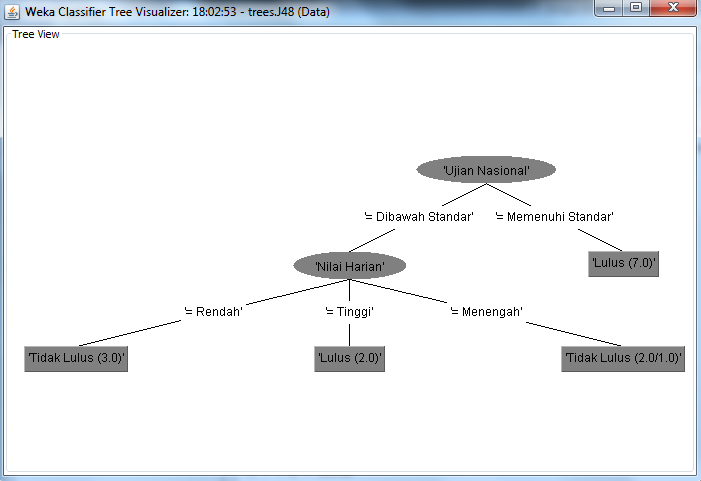 Weka Classifier Tree Visualizer: 18:02:53 - trees.J48 (Data)
Tree View
'Ujian Nasional'
'= Dibawah Standar' '= Memenuhi Standar'
'Nilai Harian' 'Lulus (7.0)'
'= Rendah' '= Tinggi' '= Menengah'
'Tidak Lulus (3.0)' 'Lulus (2.0)' 'Tidak Lulus (2.0/1.0)'